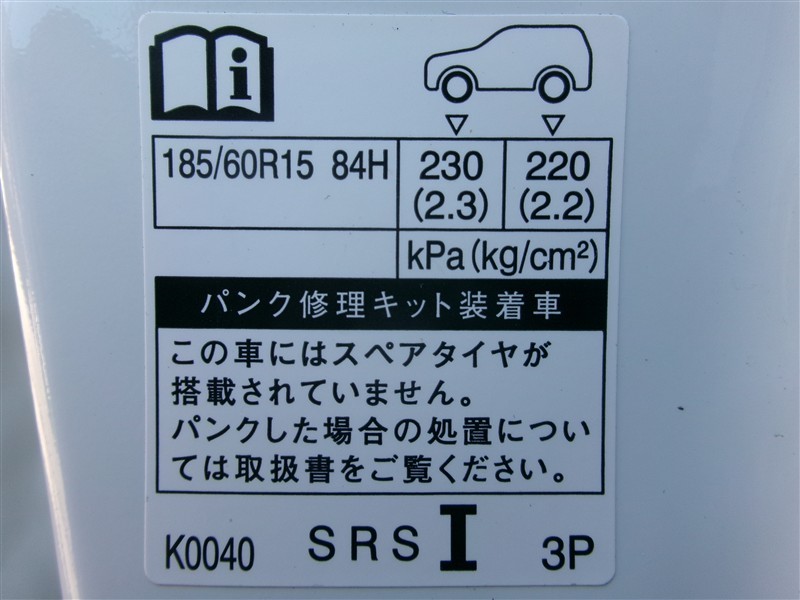 i
185/60R15 84H 230 220
(2.3) (2.2)
kPa(kg/cm²)
パンク修理キット装着車
この車にはスペアタイヤが
搭載されていません。
パンクした場合の処置につい
ては取扱書をご覧ください。
K0040 SRS I 3P